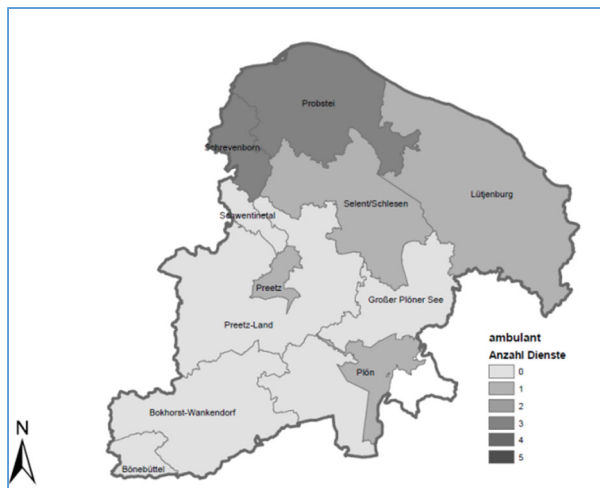 Probstei
Schrevenborn
Lütjenburg
Selent/Schlesen
Schwentinetal
Preetz
Großer Plöner See
Preetz-Land
Plön
Bokhorst-Wankendorf
Bönebüttel
N
ambulant
Anzahl Dienste
0
1
2
3
4
5